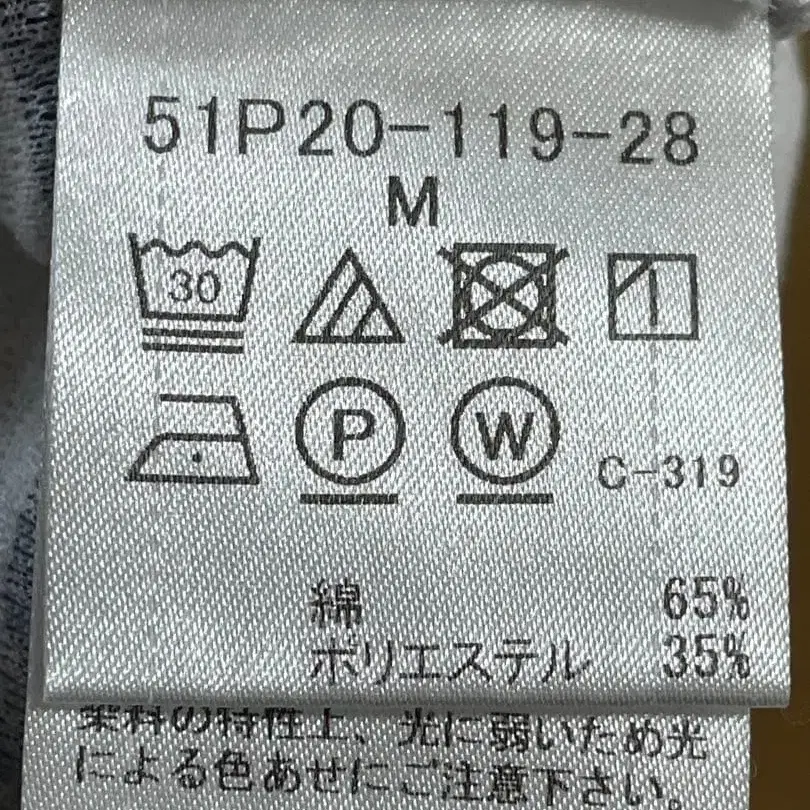 51P20-119-28
M
30
P W C-319
綿 65%
ポリエステル 35%
染料の特性上、光に弱いため光
による色あせにご注意下さい。